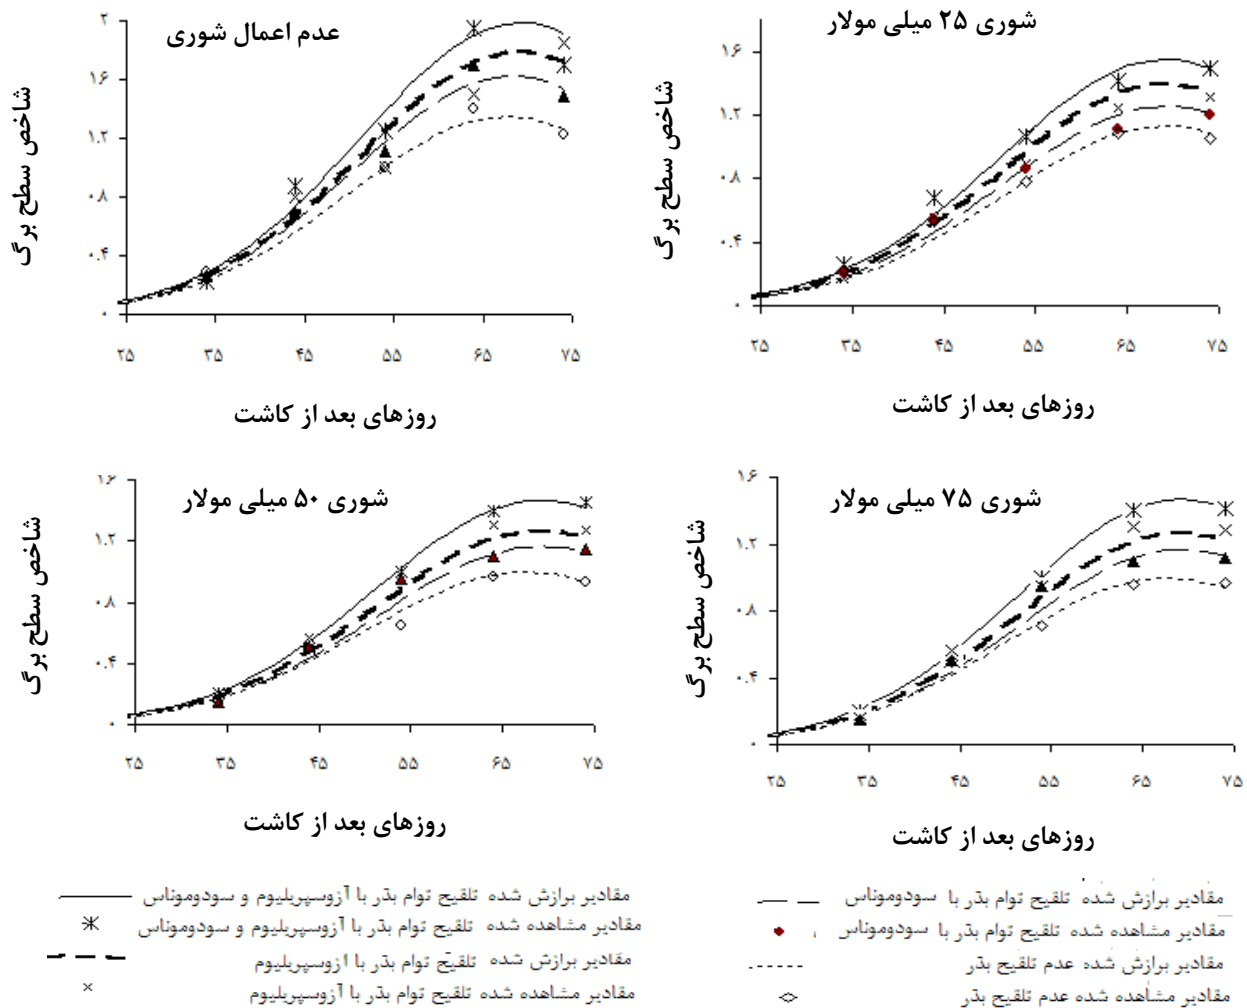 عدم اعمال شوری
شاخص سطح برگ
۲
۱.۶
۱.۲
۰.۸
۰.۴
۰
۲۵ ۳۵ ۴۵ ۵۵ ۶۵ ۷۵
روزهای بعد از کاشت
شوری ۲۵ میلی مولار
شاخص سطح برگ
۱.۶
۱.۲
۰.۸
۰.۴
۰
۲۵ ۳۵ ۴۵ ۵۵ ۶۵ ۷۵
روزهای بعد از کاشت
شوری ۵۰ میلی مولار
شاخص سطح برگ
۱.۶
۱.۲
۰.۸
۰.۴
۰
۲۵ ۳۵ ۴۵ ۵۵ ۶۵ ۷۵
روزهای بعد از کاشت
شوری ۷۵ میلی مولار
شاخص سطح برگ
۱.۶
۱.۲
۰.۸
۰.۴
۰
۲۵ ۳۵ ۴۵ ۵۵ ۶۵ ۷۵
روزهای بعد از کاشت
مقادیر برازش شده تلقیح توام بذر با آزوسپریلیوم و سودوموناس
مقادیر مشاهده شده تلقیح توام بذر با آزوسپریلیوم و سودوموناس
مقادیر برازش شده تلقیح توام بذر با ازوسپریلیوم
مقادیر مشاهده شده تلقیح توام بذر با آزوسپریلیوم
مقادیر برازش شده تلقیح توام بذر با سودوموناس
مقادیر مشاهده شده تلقیح توام بذر با سودوموناس
مقادیر برازش شده عدم تلقیح بذر
مقادیر مشاهده شده عدم تلقیح بذر